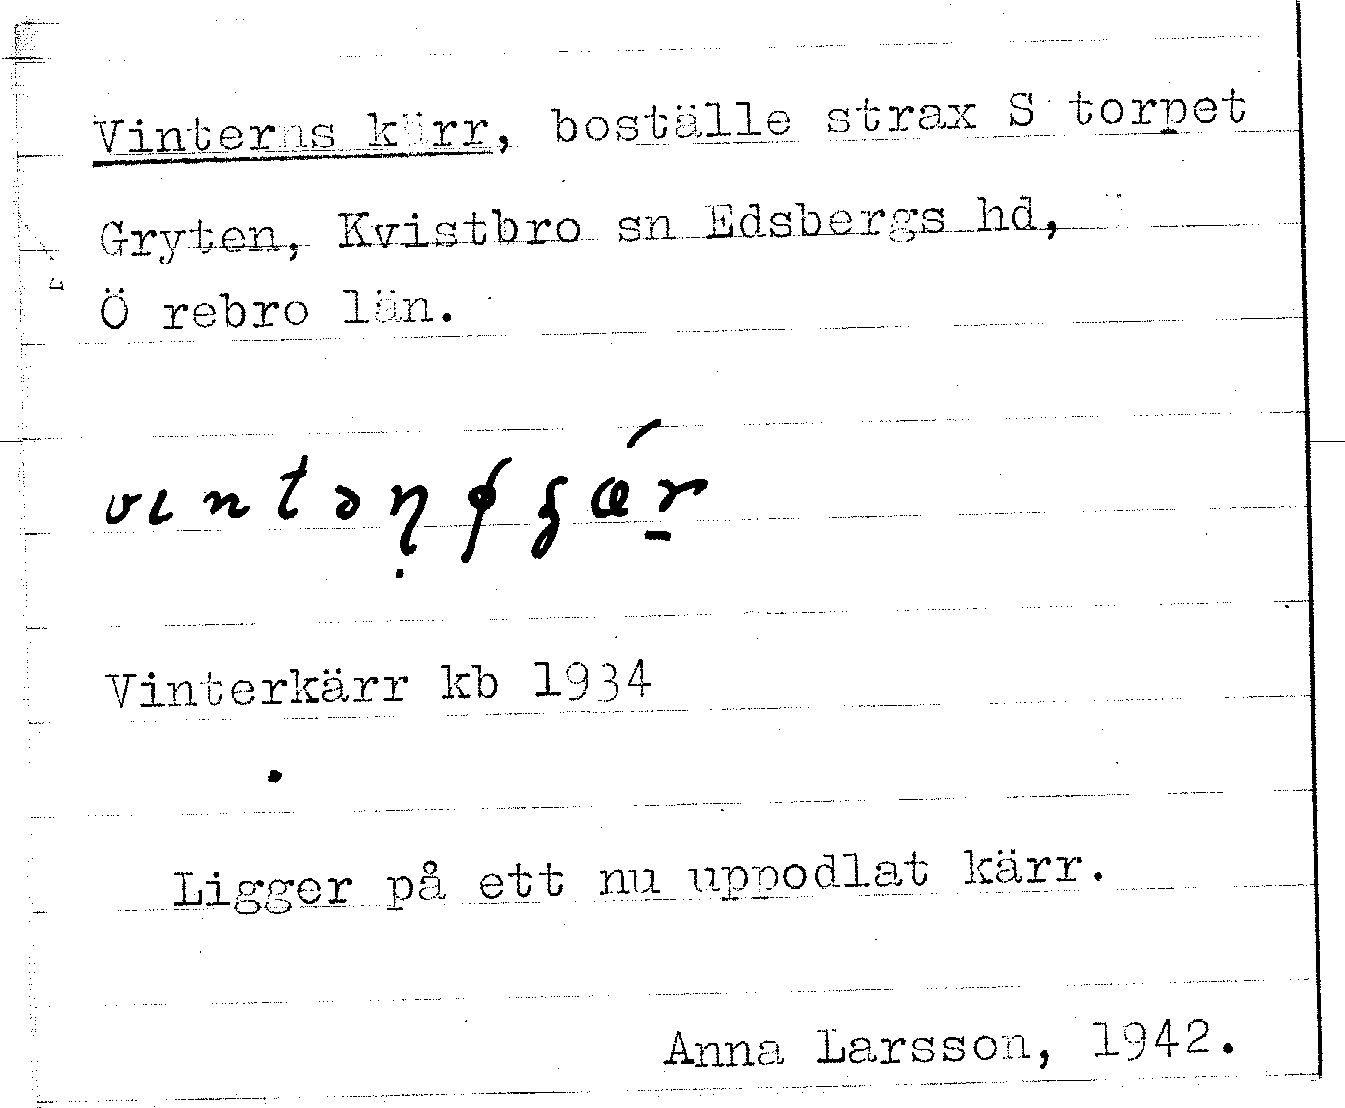 Vinterns kärr, boställe strax S torpet
Gryten, Kvistbro sn Edsbergs hd,
Ö rebro län.
Vinterkärr kb 1934
Ligger på ett nu uppodlat kärr.
Anna Larsson, 1942.